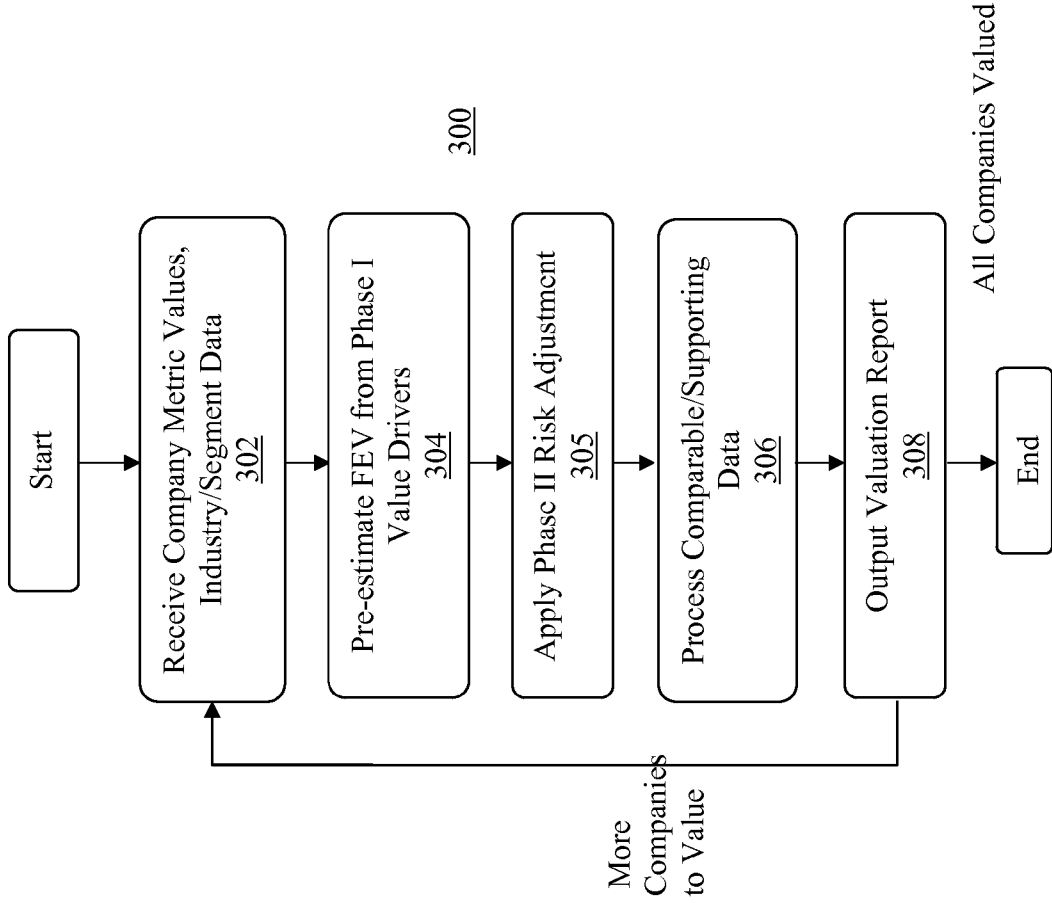 Start
Receive Company Metric Values,
Industry/Segment Data
302
Pre-estimate FEV from Phase I
Value Drivers
304
300
Apply Phase II Risk Adjustment
305
Process Comparable/Supporting
Data
306
More
Companies
to Value
Output Valuation Report
308
All Companies Valued
End